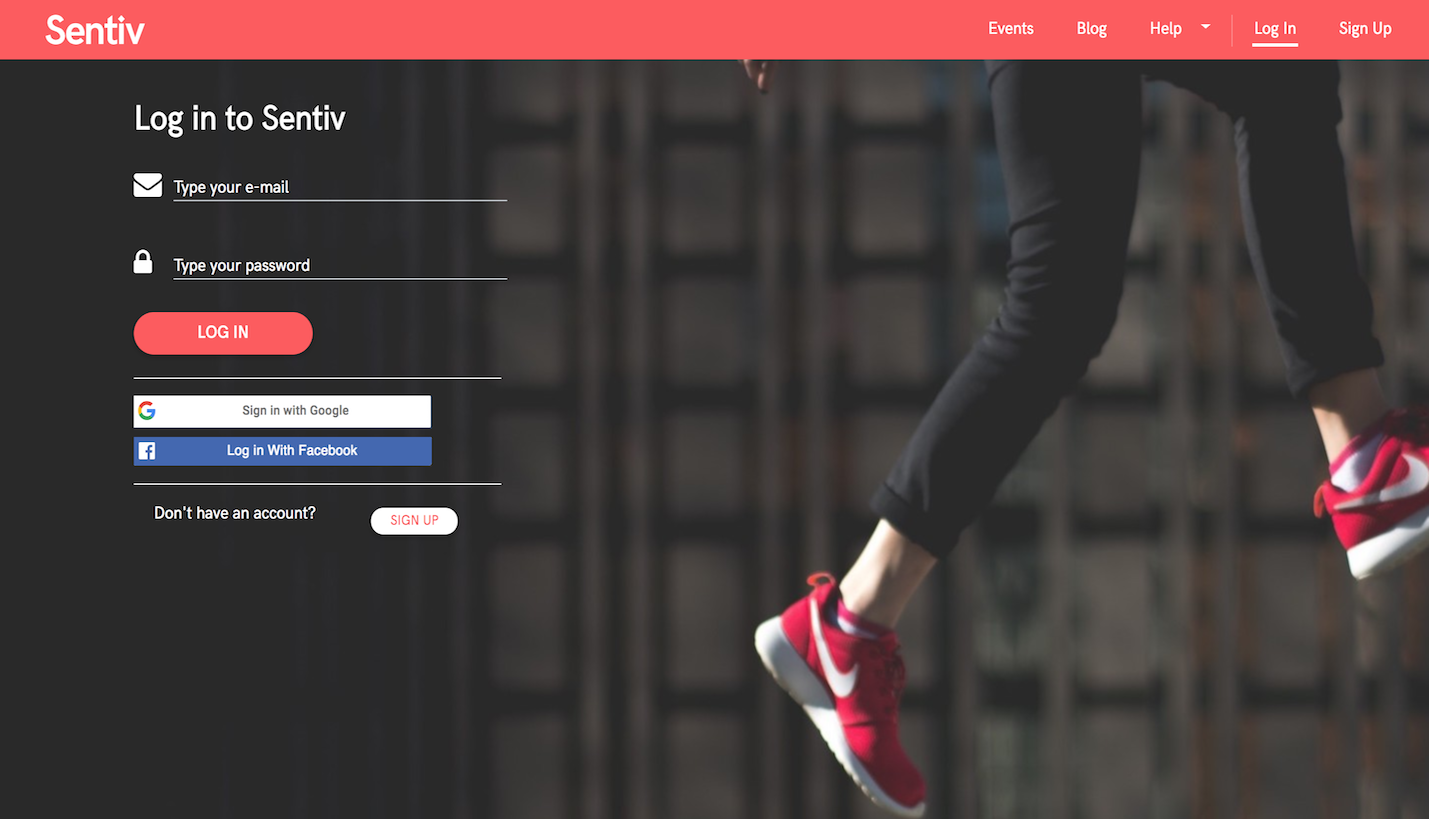 Sentiv
Events Blog Help Log In Sign Up
Log in to Sentiv
Type your e-mail
Type your password
LOG IN
Sign in with Google
Log in With Facebook
Don't have an account?
SIGN UP